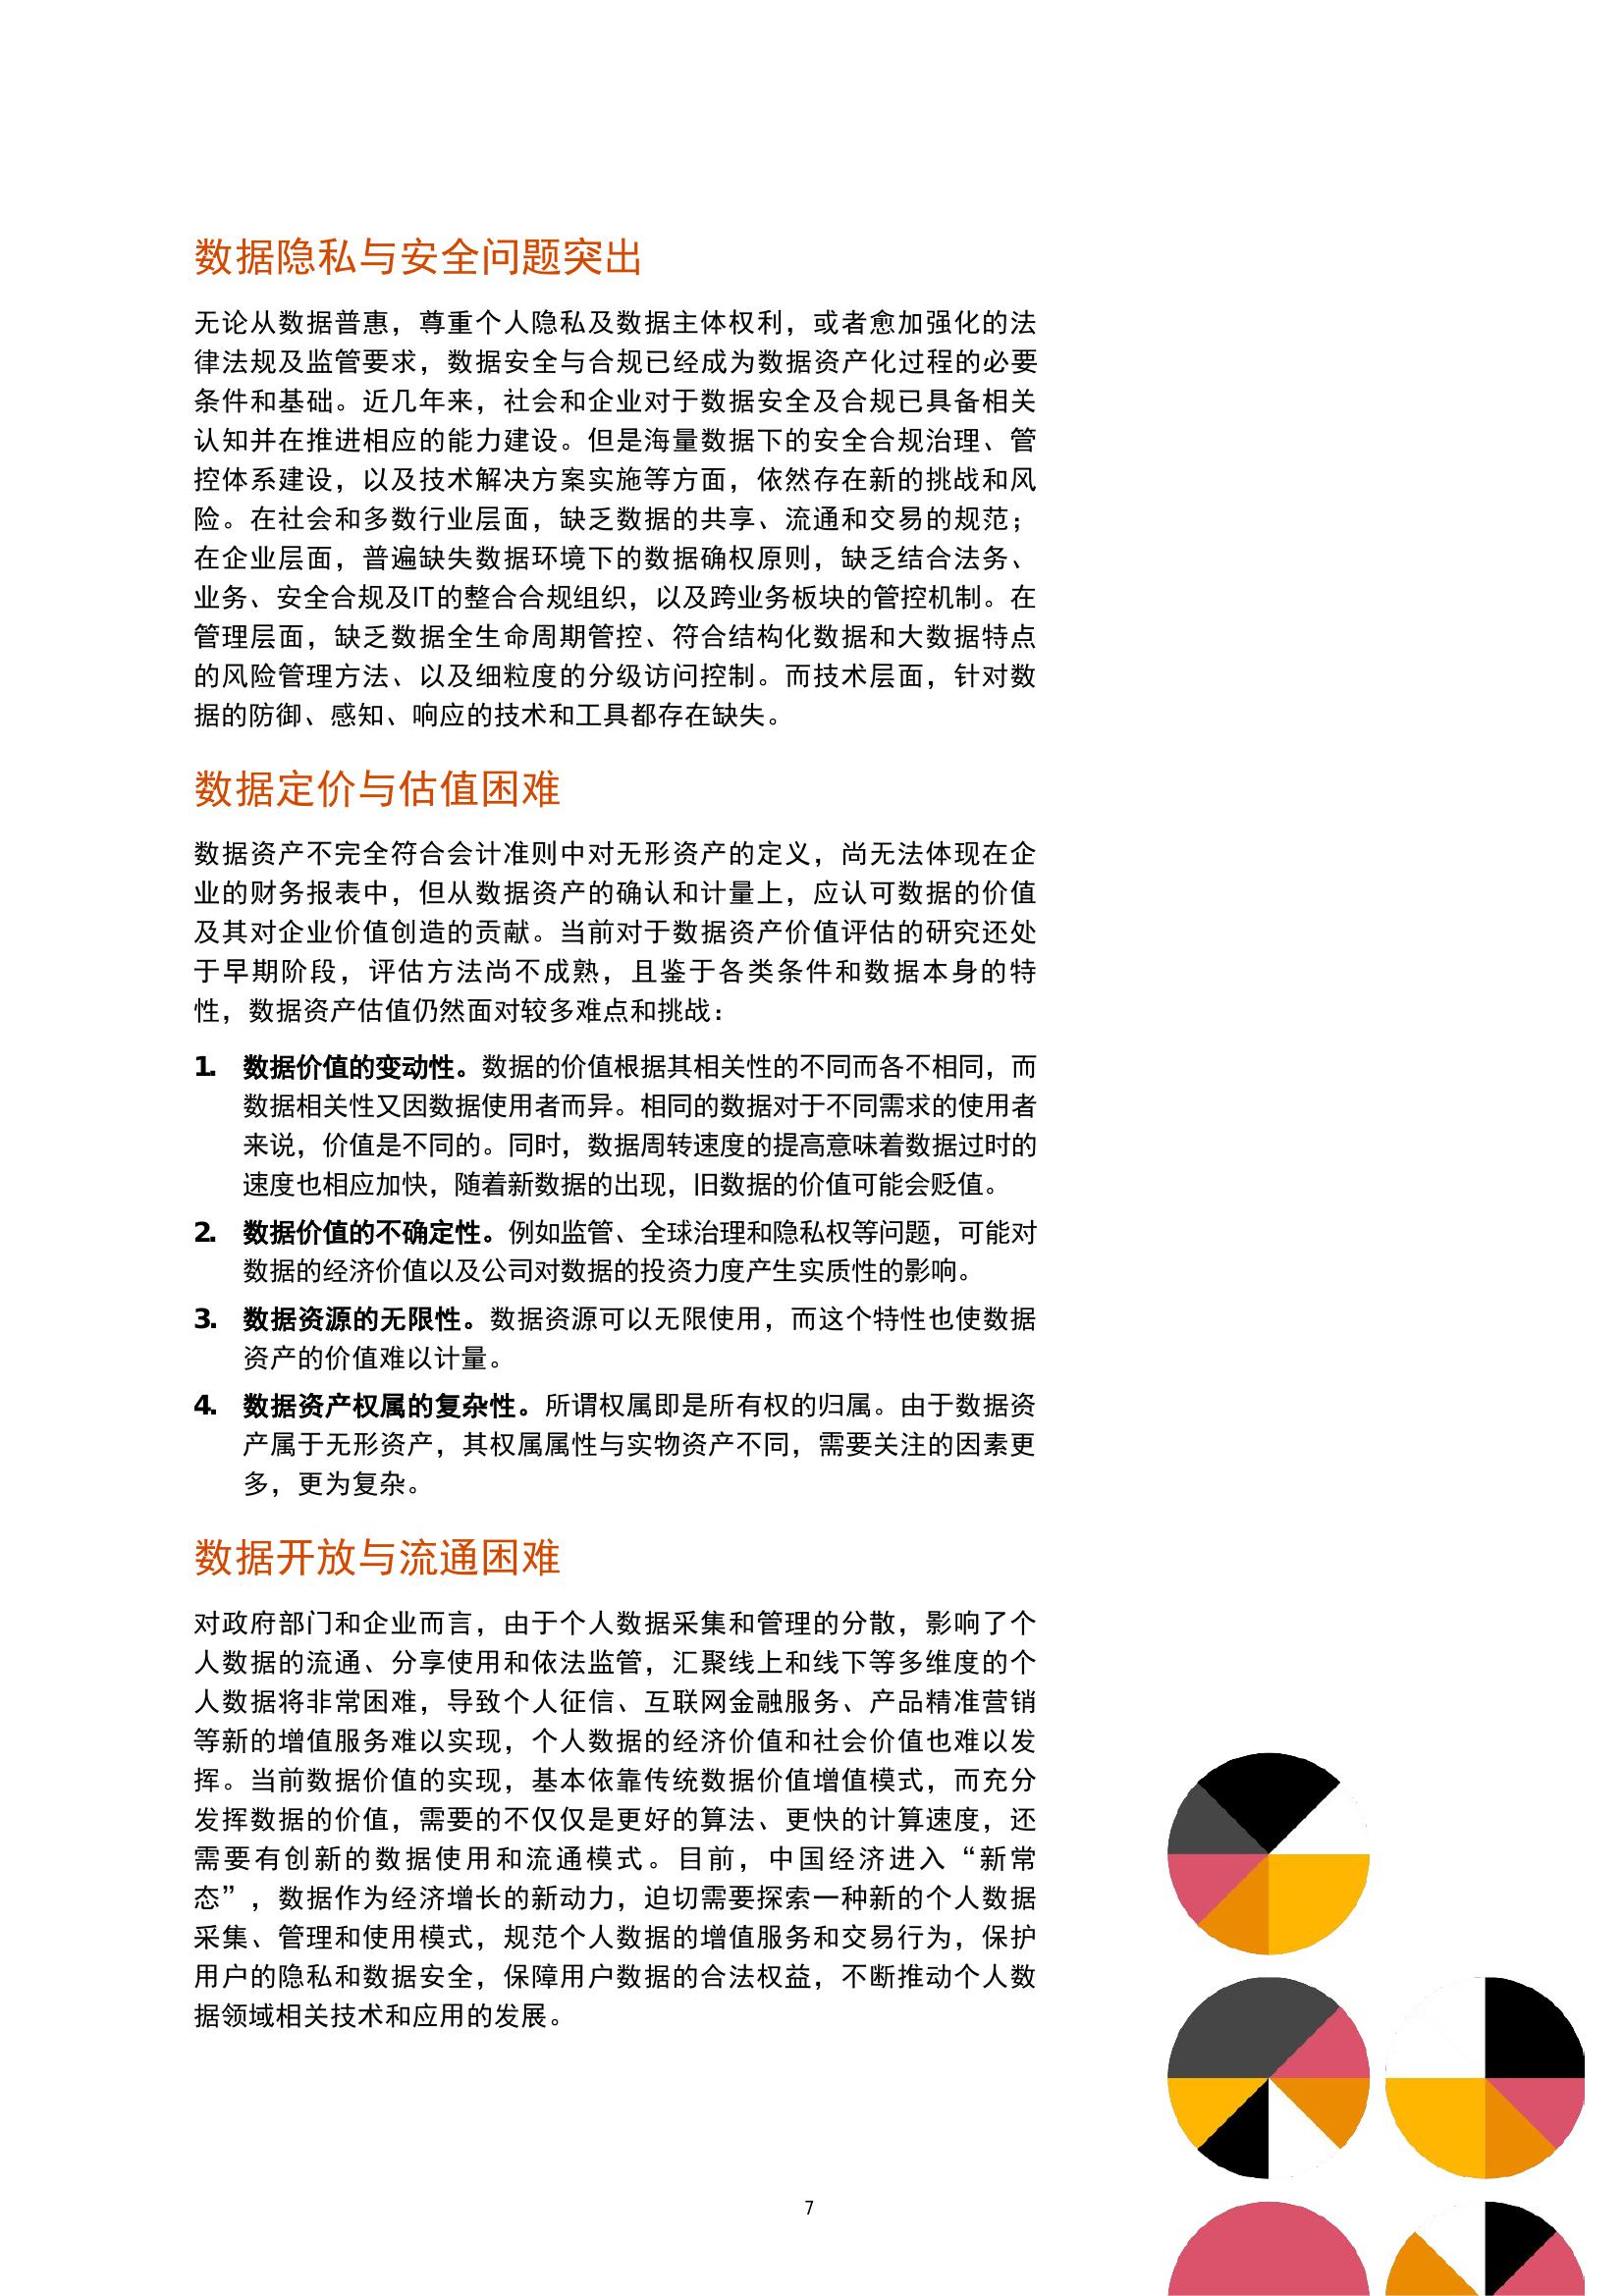 数据隐私与安全问题突出
无论从数据普惠，尊重个人隐私及数据主体权利，或者愈加强化的法
律法规及监管要求，数据安全与合规已经成为数据资产化过程的必要
条件和基础。近几年来，社会和企业对于数据安全及合规已具备相关
认知并在推进相应的能力建设。但是海量数据下的安全合规治理、管
控体系建设，以及技术解决方案实施等方面，依然存在新的挑战和风
险。在社会和多数行业层面，缺乏数据的共享、流通和交易的规范；
在企业层面，普遍缺失数据环境下的数据确权原则，缺乏结合法务、
业务、安全合规及IT的整合合规组织，以及跨业务板块的管控机制。在
管理层面，缺乏数据全生命周期管控、符合结构化数据和大数据特点
的风险管理方法、以及细粒度的分级访问控制。而技术层面，针对数
据的防御、感知、响应的技术和工具都存在缺失。
数据定价与估值困难
数据资产不完全符合会计准则中对无形资产的定义，尚无法体现在企
业的财务报表中，但从数据资产的确认和计量上，应认可数据的价值
及其对企业价值创造的贡献。当前对于数据资产价值评估的研究还处
于早期阶段，评估方法尚不成熟，且鉴于各类条件和数据本身的特
性，数据资产估值仍然面对较多难点和挑战：
1. 数据价值的变动性。数据的价值根据其相关性的不同而各不相同，而
数据相关性又因数据使用者而异。相同的数据对于不同需求的使用者
来说，价值是不同的。同时，数据周转速度的提高意味着数据过时的
速度也相应加快，随着新数据的出现，旧数据的价值可能会贬值。
2. 数据价值的不确定性。例如监管、全球治理和隐私权等问题，可能对
数据的经济价值以及公司对数据的投资力度产生实质性的影响。
3. 数据资源的无限性。数据资源可以无限使用，而这个特性也使数据
资产的价值难以计量。
4. 数据资产权属的复杂性。所谓权属即是所有权的归属。由于数据资
产属于无形资产，其权属属性与实物资产不同，需要关注的因素更
多，更为复杂。
数据开放与流通困难
对政府部门和企业而言，由于个人数据采集和管理的分散，影响了个
人数据的流通、分享使用和依法监管，汇聚线上和线下等多维度的个
人数据将非常困难，导致个人征信、互联网金融服务、产品精准营销
等新的增值服务难以实现，个人数据的经济价值和社会价值也难以发
挥。当前数据价值的实现，基本依靠传统数据价值增值模式，而充分
发挥数据的价值，需要的不仅仅是更好的算法、更快的计算速度，还
需要有创新的数据使用和流通模式。目前，中国经济进入“新常
态”，数据作为经济增长的新动力，迫切需要探索一种新的个人数据
采集、管理和使用模式，规范个人数据的增值服务和交易行为，保护
用户的隐私和数据安全，保障用户数据的合法权益，不断推动个人数
据领域相关技术和应用的发展。
7